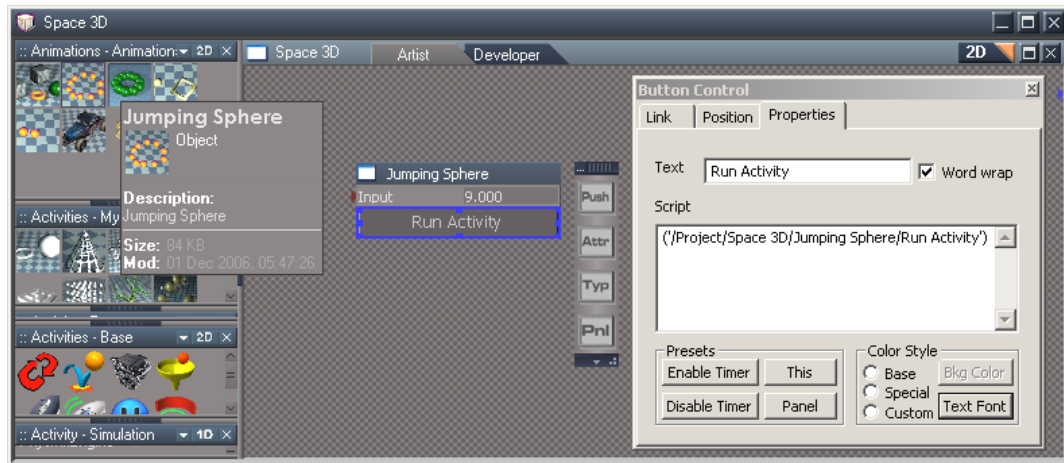 Space 3D
:: Animations - Animation: 2D
Space 3D
Artist
Developer
2D
Jumping Sphere
Object
Description:
Jumping Sphere
Size: 84 KB
Mod: 01 Dec 2006, 05:47:26
:: Activities - My
:: Activities - Base 2D
:: Activity - Simulation 1D
Jumping Sphere
Input 9.000
Run Activity
Push
Attr
Typ
Pnl
Button Control
Link Position Properties
Text Run Activity Word wrap
Script
('/Project/Space 3D/Jumping Sphere/Run Activity')
Presets
Enable Timer This
Disable Timer Panel
Color Style
Base Bkg Color
Special
Custom Text Font